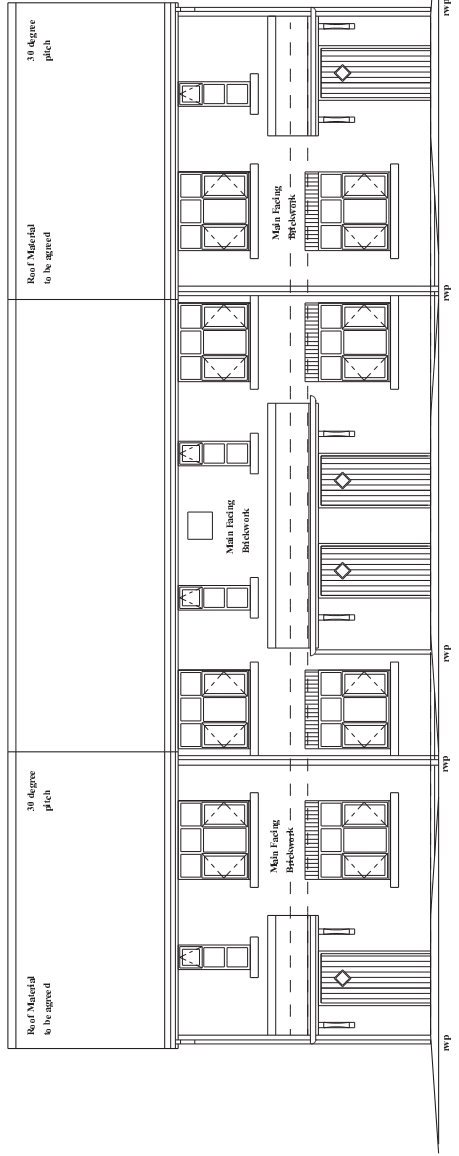 Roof Material
to be agreed
30 degree
pitch
Roof Material
to be agreed
30 degree
pitch
Main Facing
Brickwork
Main Facing
Brickwork
Main Facing
Brickwork
rwp
rwp
rwp
rwp
rwp